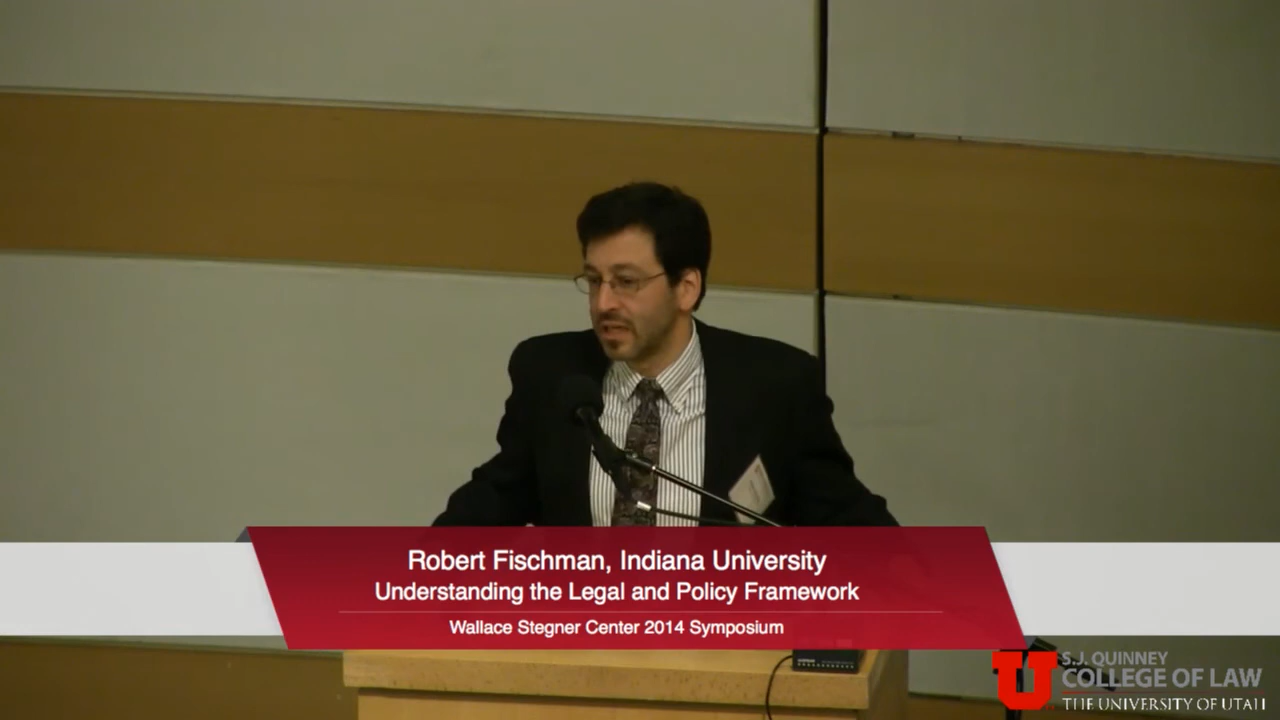 Robert Fischman, Indiana University
Understanding the Legal and Policy Framework
Wallace Stegner Center 2014 Symposium
U
S.J. QUINNEY
COLLEGE OF LAW
THE UNIVERSITY OF UTAH